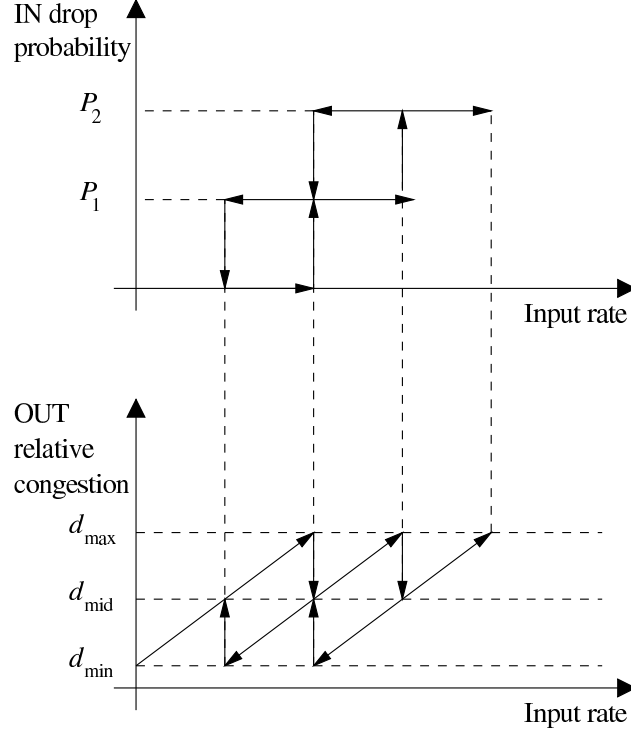 IN drop
probability
P2
P1
Input rate
OUT
relative
congestion
dmax
dmid
dmin
Input rate